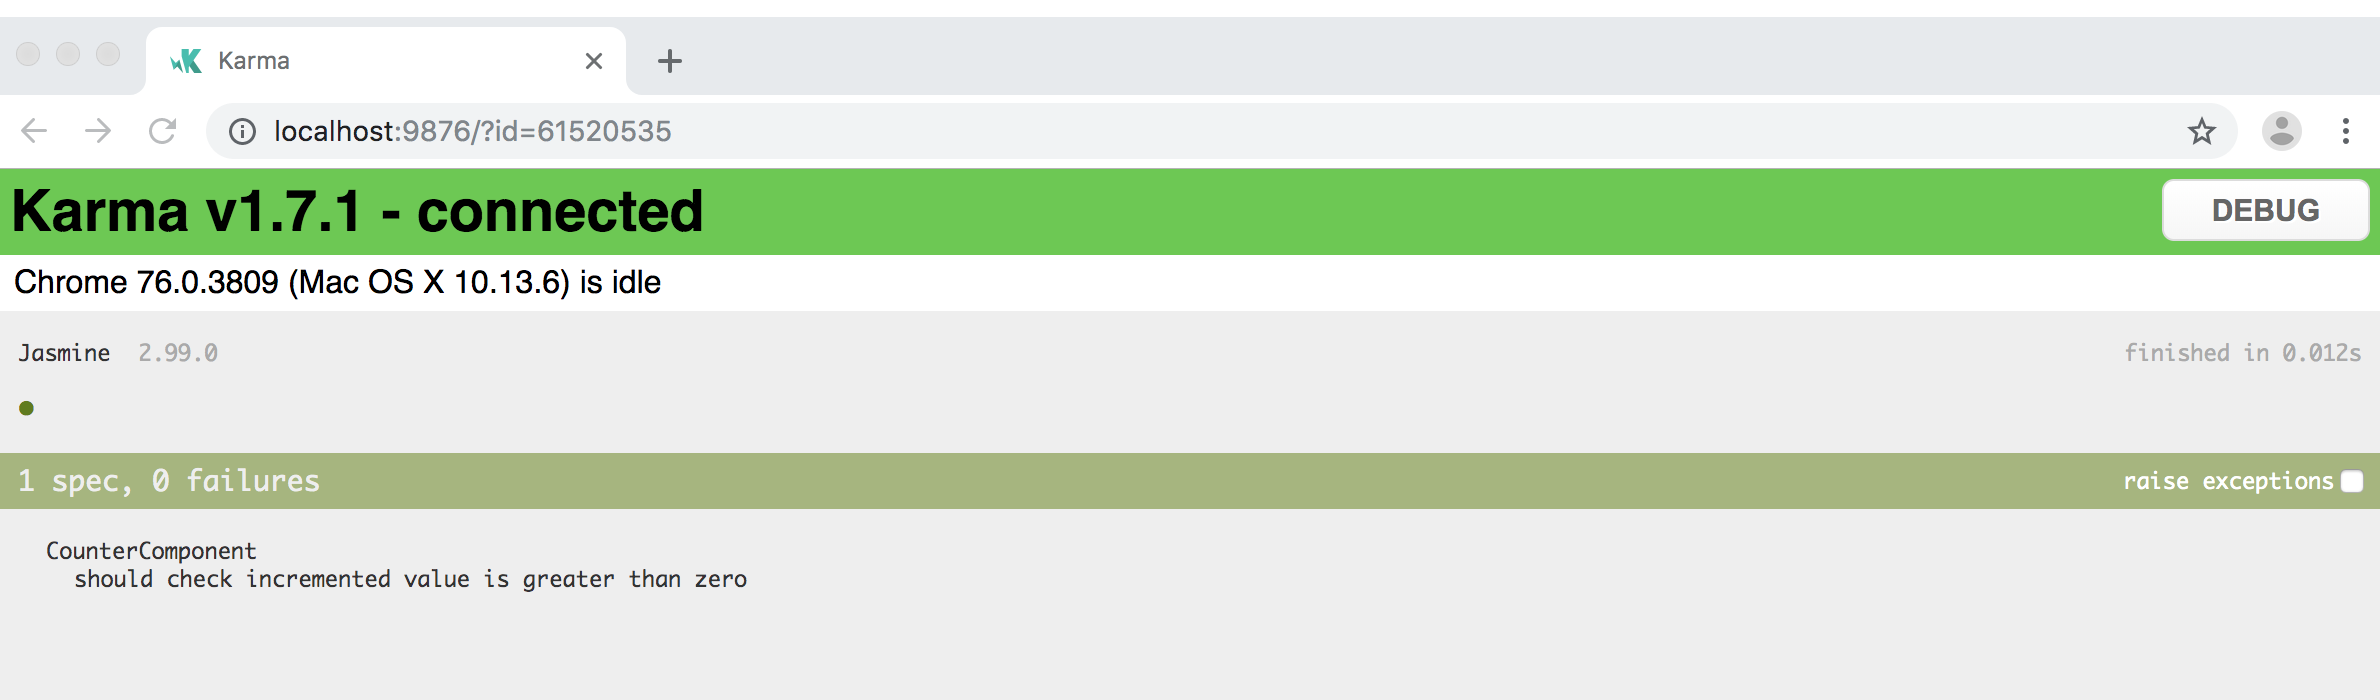 Karma
localhost:9876/?id=61520535
Karma v1.7.1 - connected
DEBUG
Chrome 76.0.3809 (Mac OS X 10.13.6) is idle
Jasmine 2.99.0
finished in 0.012s
1 spec, 0 failures
raise exceptions
CounterComponent
should check incremented value is greater than zero